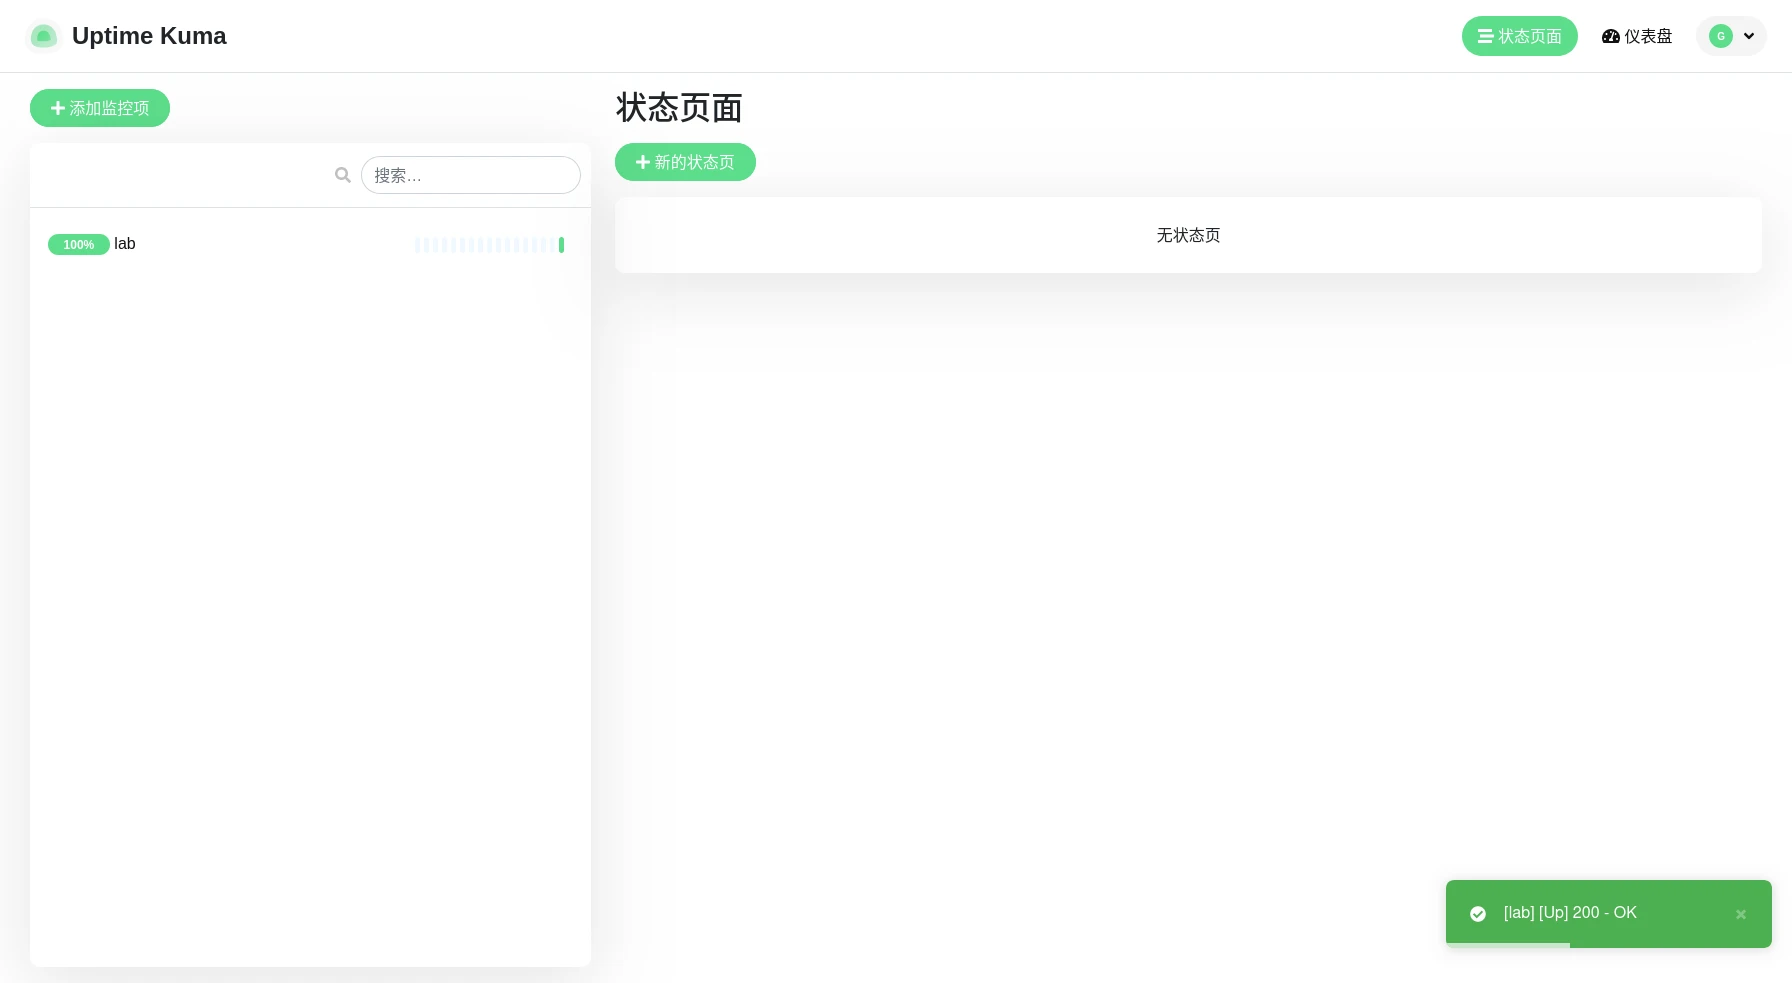 Uptime Kuma
状态页面
仪表盘
G
添加监控项
搜索…
100% lab
状态页面
新的状态页
无状态页
[lab] [Up] 200 - OK